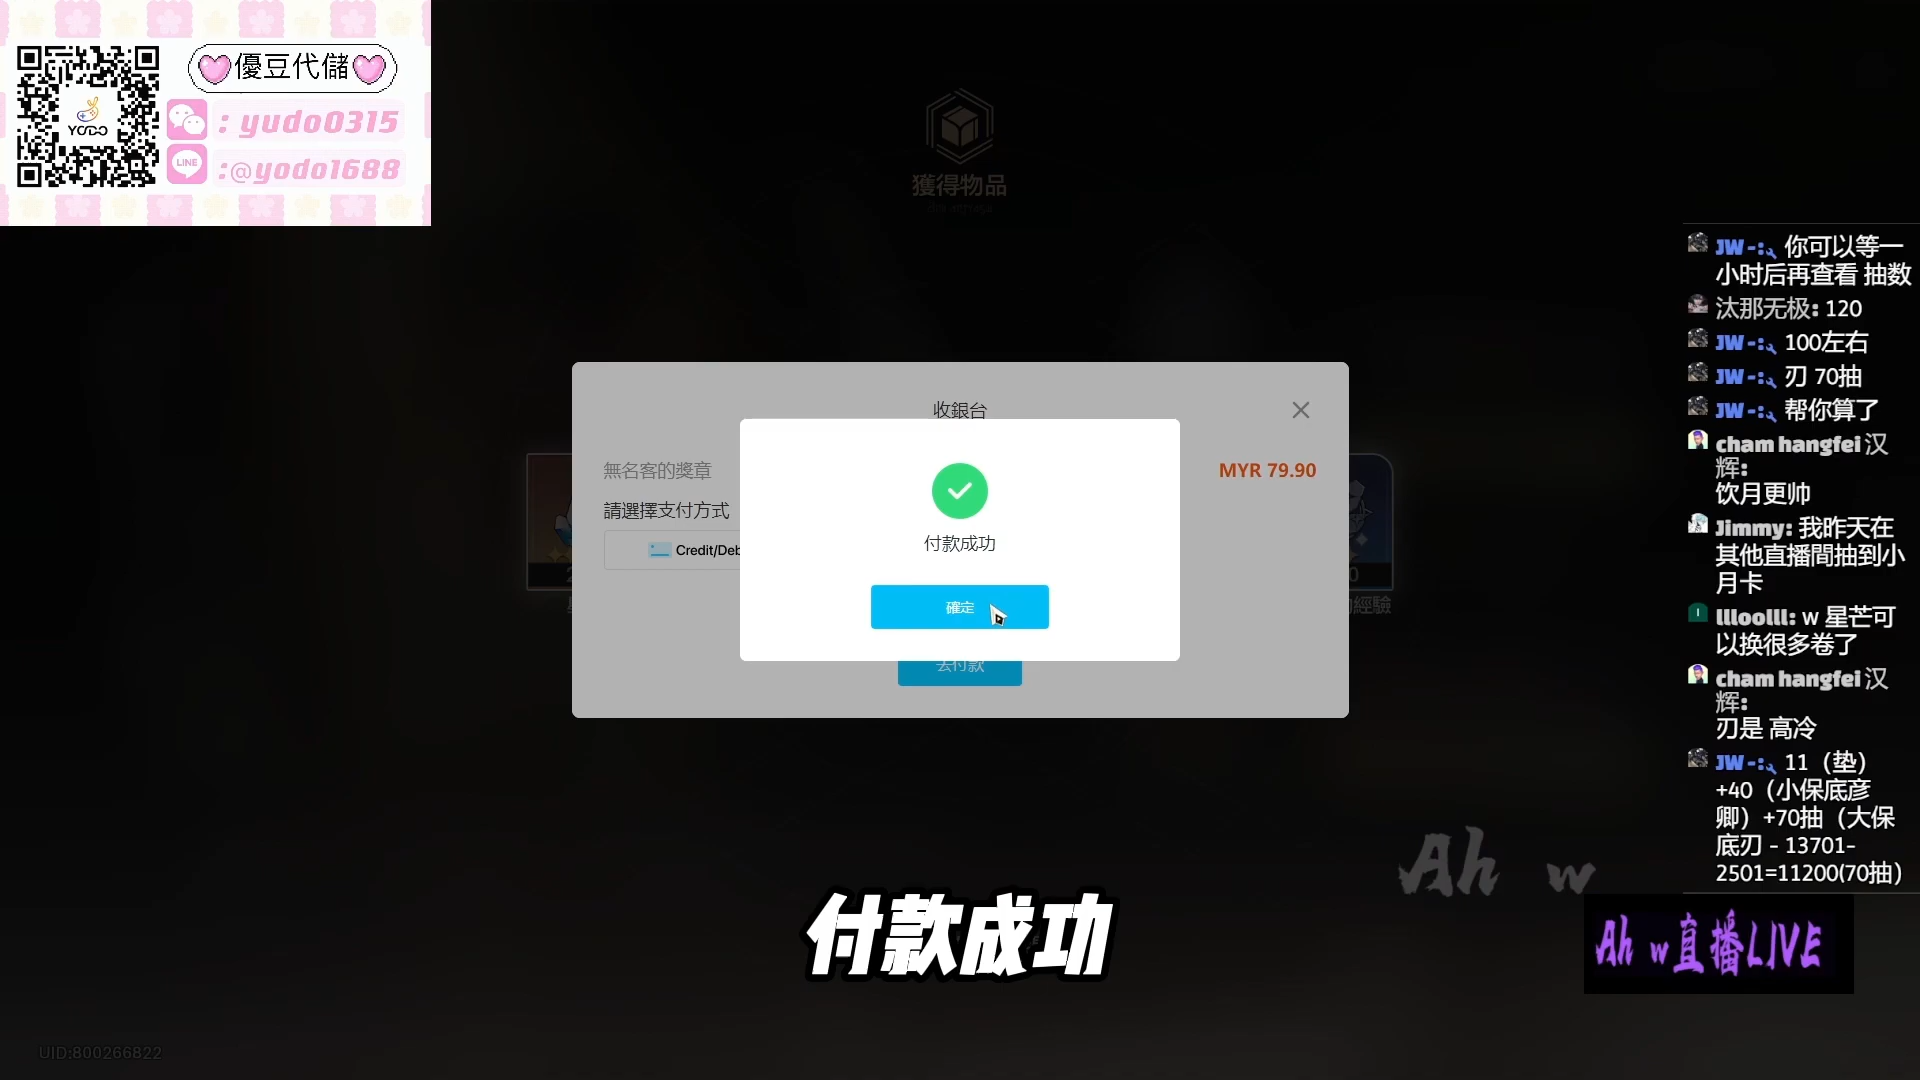 優豆代儲
YODO
: yudo0315
LINE
:@yodo1688
獲得物品
收銀台
無名客的獎章
MYR 79.90
請選擇支付方式
Credit/Deb
付款成功
確定
去付款
經驗
JW-: 你可以等一
小时后再查看 抽数
汰那无极: 120
JW-: 100左右
JW-: 刃 70抽
JW-: 帮你算了
cham hangfei 汉
辉:
饮月更帅
Jimmy: 我昨天在
其他直播間抽到小
月卡
llloolll: w 星芒可
以换很多卷了
cham hangfei 汉
辉:
刃是 高冷
JW-: 11（垫）
+40（小保底彦
卿）+70抽（大保
底刃 - 13701-
2501=11200(70抽）
Ah w
付款成功
Ah w直播LIVE
UID:800266822